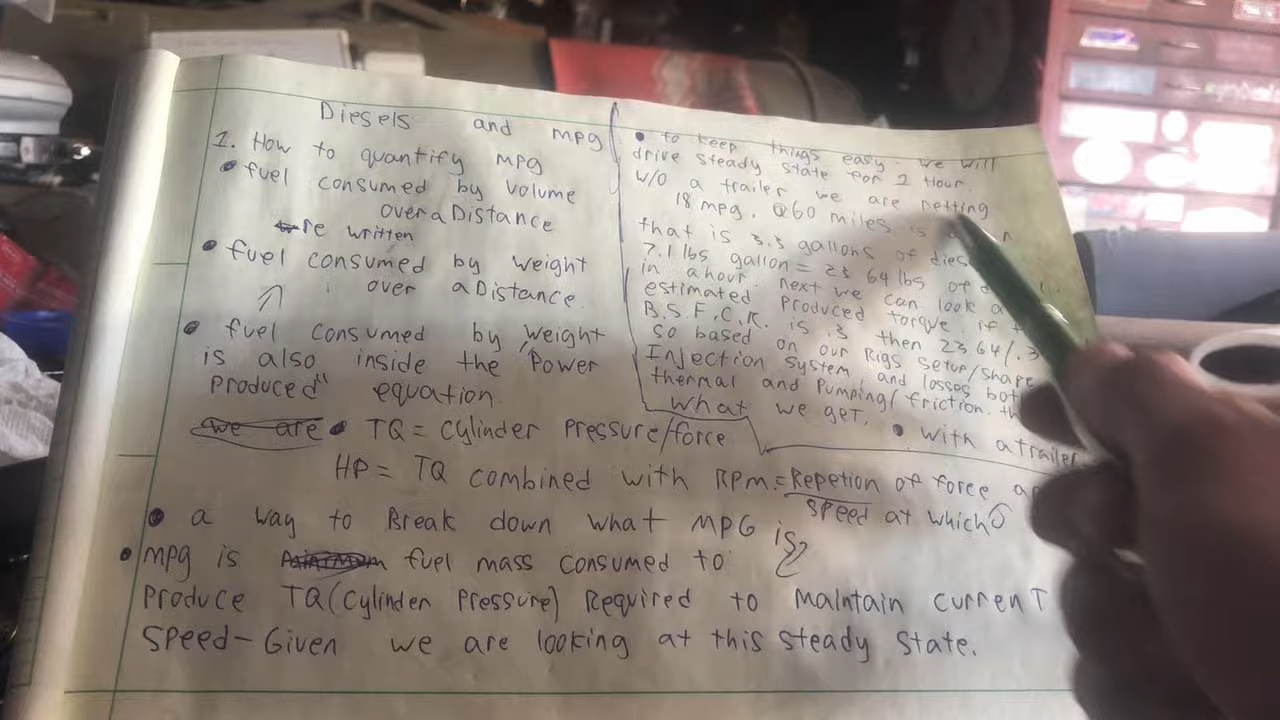 Diesels and mpg
1. How to quantify mpg
• fuel consumed by volume
over a Distance
re written
• fuel consumed by weight
over a Distance.
• fuel consumed by weight
is also inside the "Power
Produced" equation.
we are • TQ = cylinder Pressure/force
HP = TQ combined with RPM = Repetion of force
speed at which
• a way to Break down what MPG is?
• mpg is fuel mass consumed to
Produce TQ (cylinder Pressure) Required to Maintain current
Speed - Given we are looking at this steady state.
• to keep things easy. we will
drive steady state for 1 Hour.
w/o a trailer we are netting
18 mpg. @60 miles is
that is 3.3 gallons of
7.1 lbs gallon = 23 64 lbs of
in a hour. next we can look
estimated Produced torque. if
B.S.F.C.R. is .3 then 23.64/.3
so based on our Rigs setup/shape
Injection system, and losses
thermal and Pumping/friction.
what we get. • with a trailer